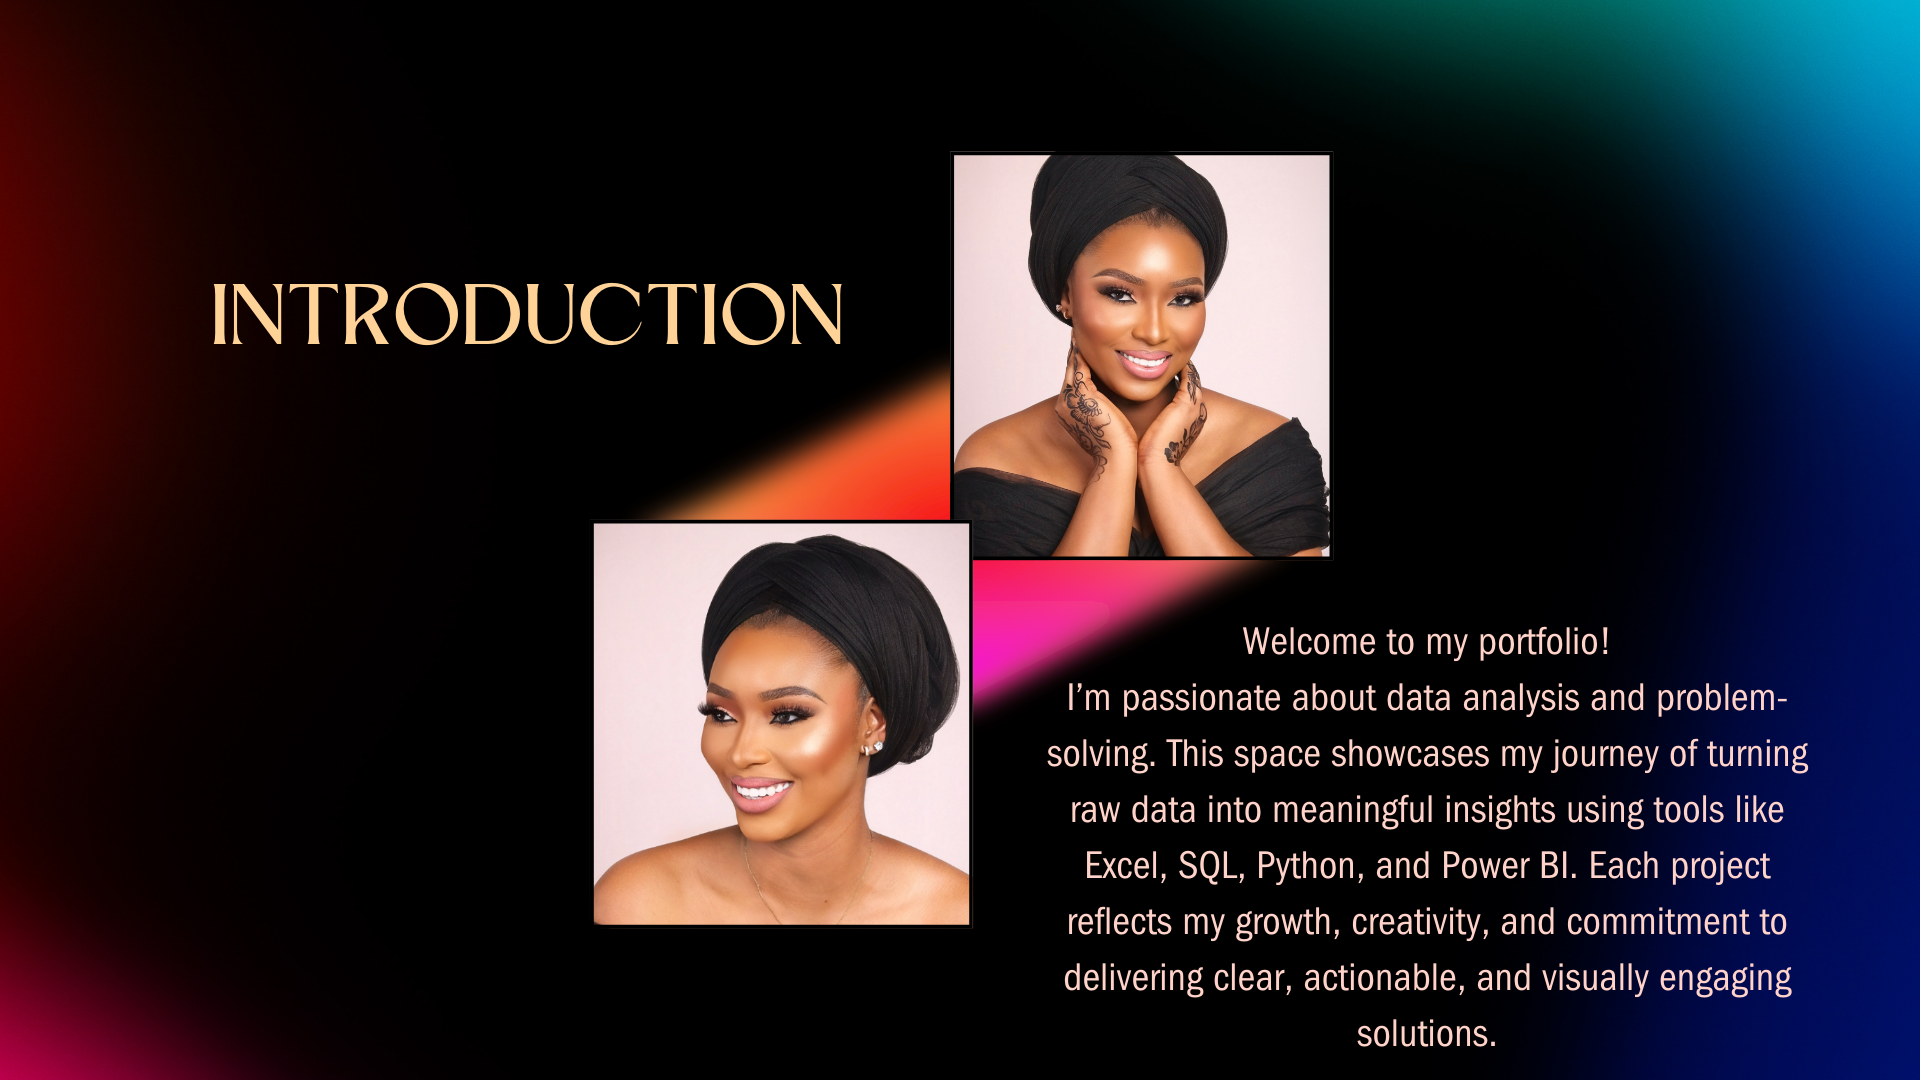 INTRODUCTION
Welcome to my portfolio!
I’m passionate about data analysis and problem-
solving. This space showcases my journey of turning
raw data into meaningful insights using tools like
Excel, SQL, Python, and Power BI. Each project
reflects my growth, creativity, and commitment to
delivering clear, actionable, and visually engaging
solutions.